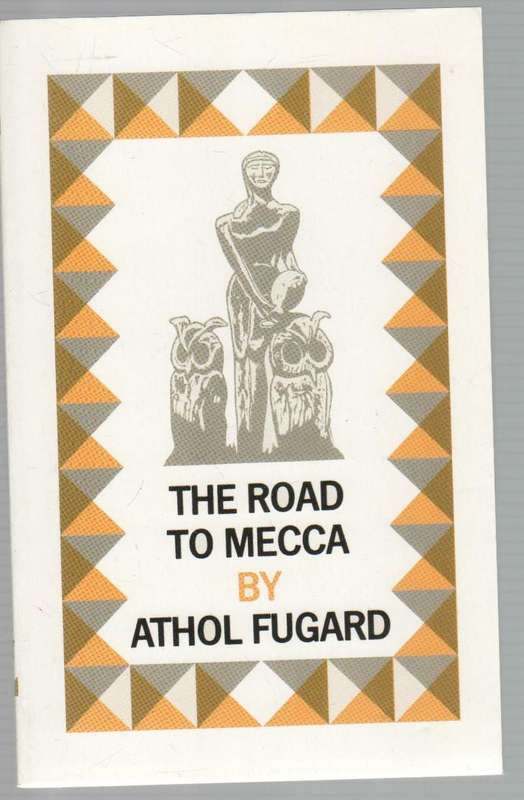 THE ROAD
TO MECCA
BY
ATHOL FUGARD